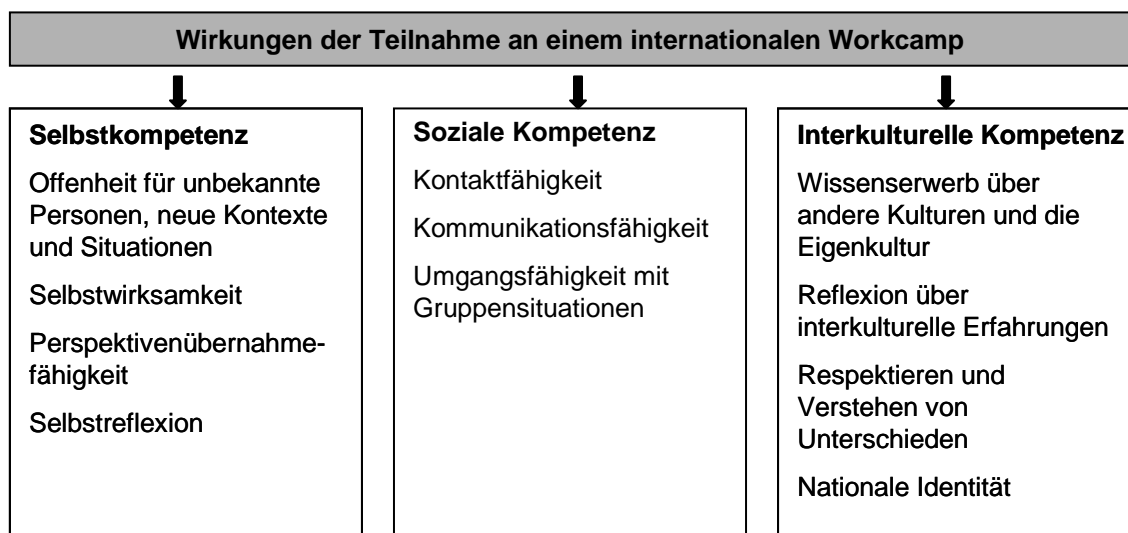 Wirkungen der Teilnahme an einem internationalen Workcamp
Selbstkompetenz
Offenheit für unbekannte
Personen, neue Kontexte
und Situationen
Selbstwirksamkeit
Perspektivenübernahme-
fähigkeit
Selbstreflexion
Soziale Kompetenz
Kontaktfähigkeit
Kommunikationsfähigkeit
Umgangsfähigkeit mit
Gruppensituationen
Interkulturelle Kompetenz
Wissenserwerb über
andere Kulturen und die
Eigenkultur
Reflexion über
interkulturelle Erfahrungen
Respektieren und
Verstehen von
Unterschieden
Nationale Identität